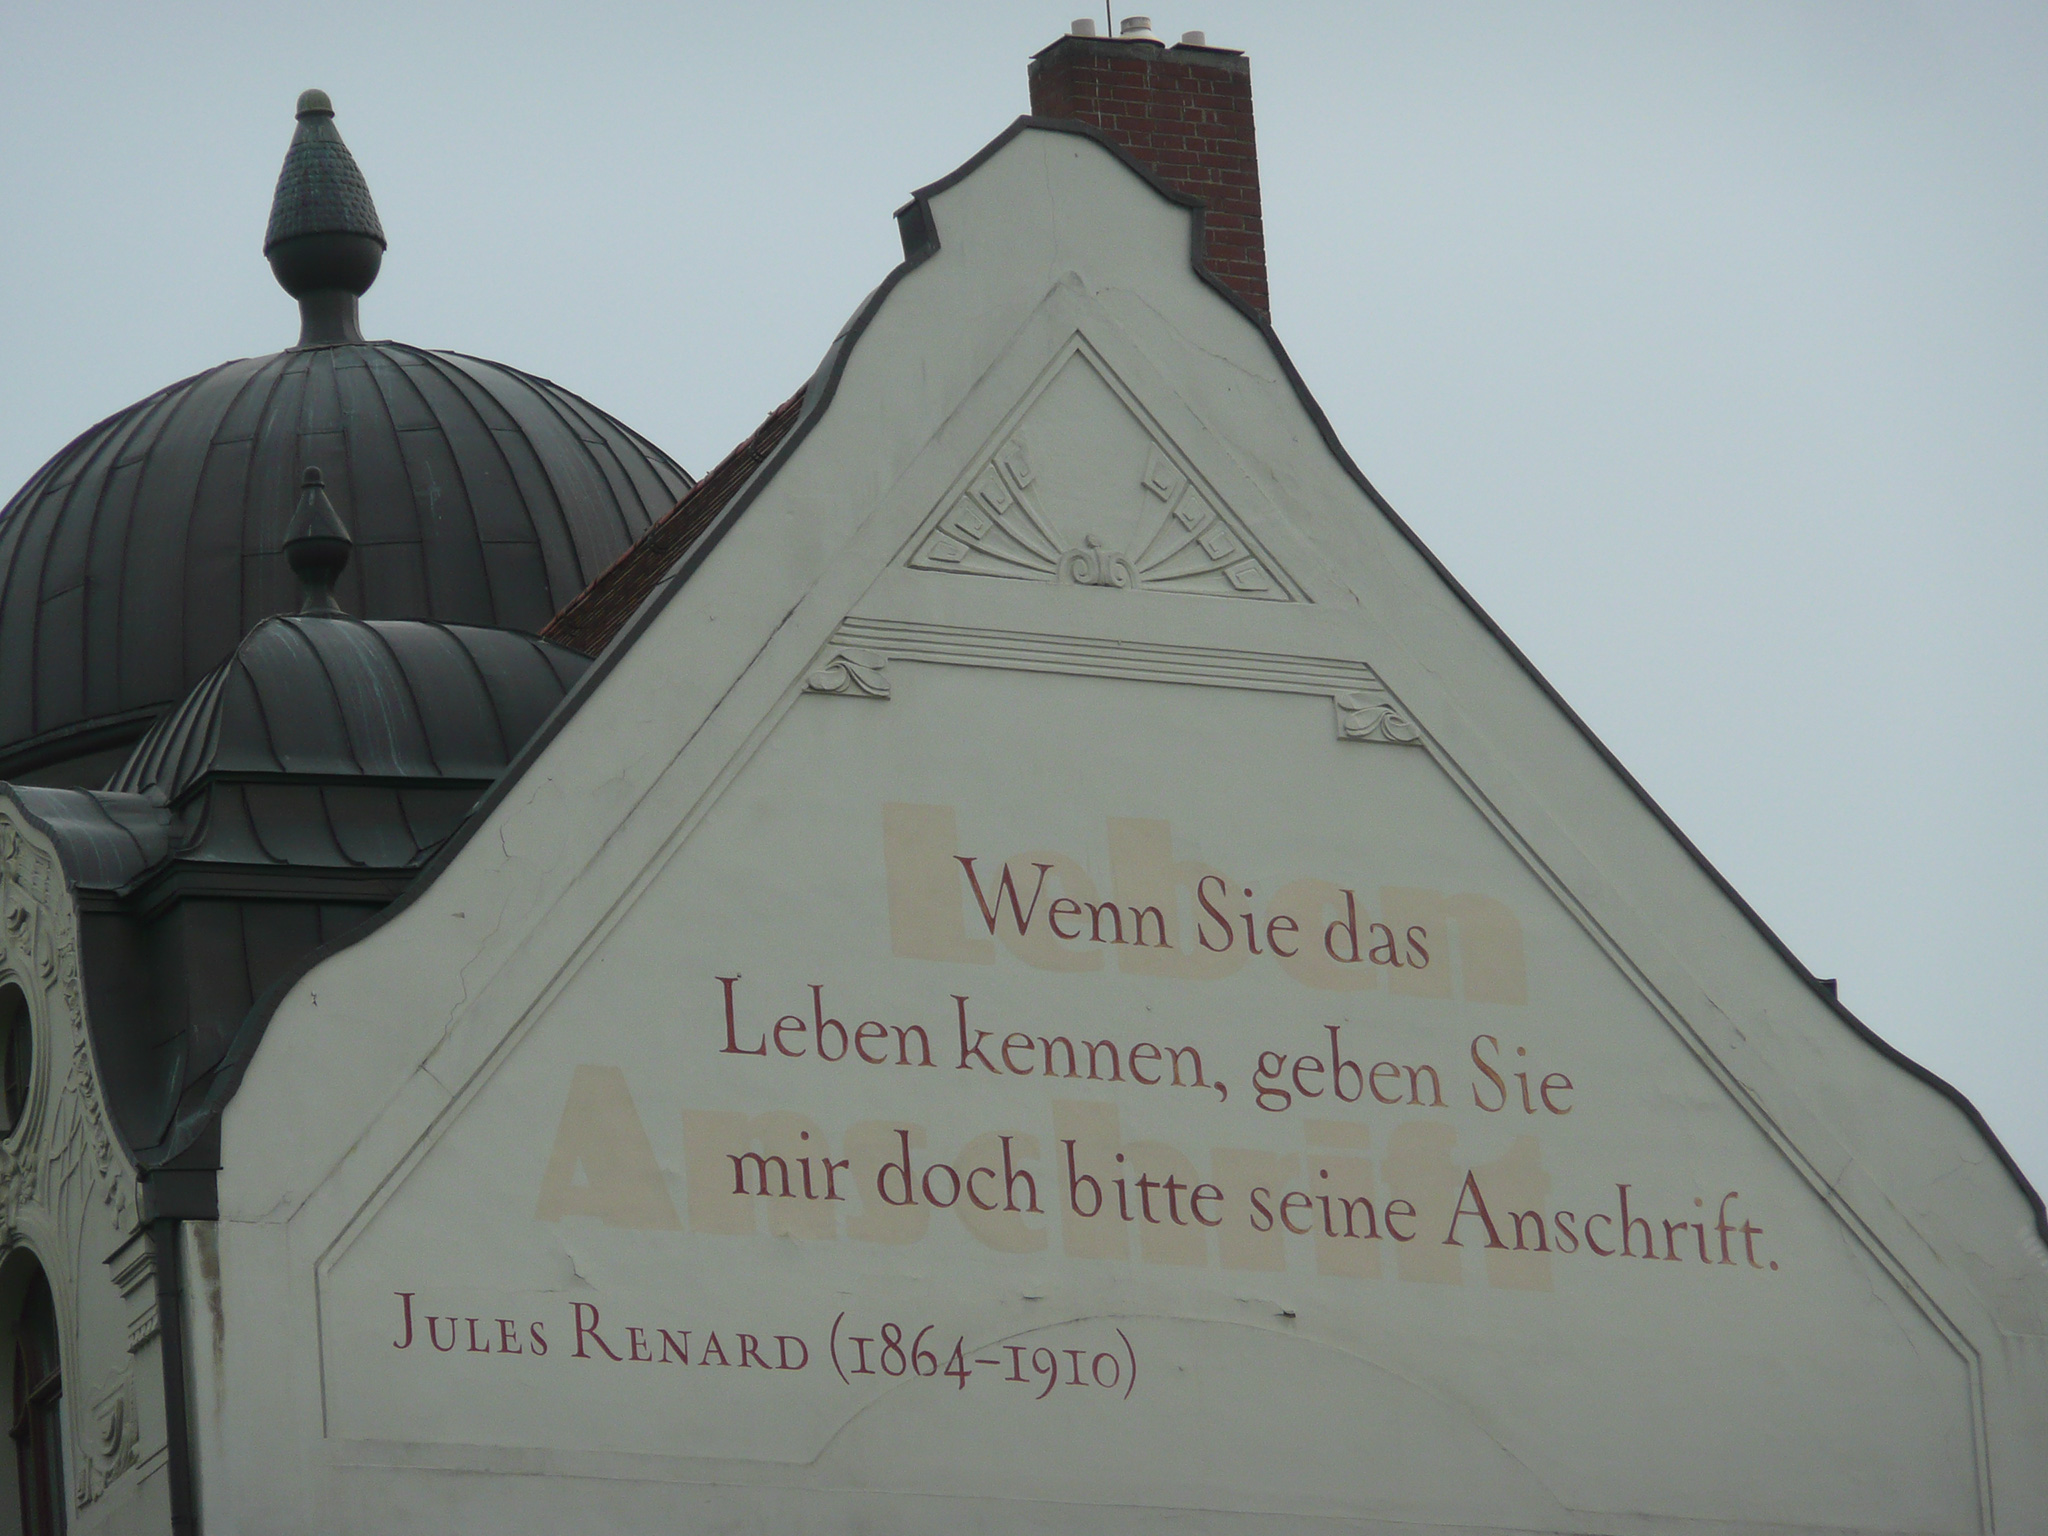 Leben
Wenn Sie das
Leben kennen, geben Sie
Anschrift
mir doch bitte seine Anschrift.
JULES RENARD (1864–1910)